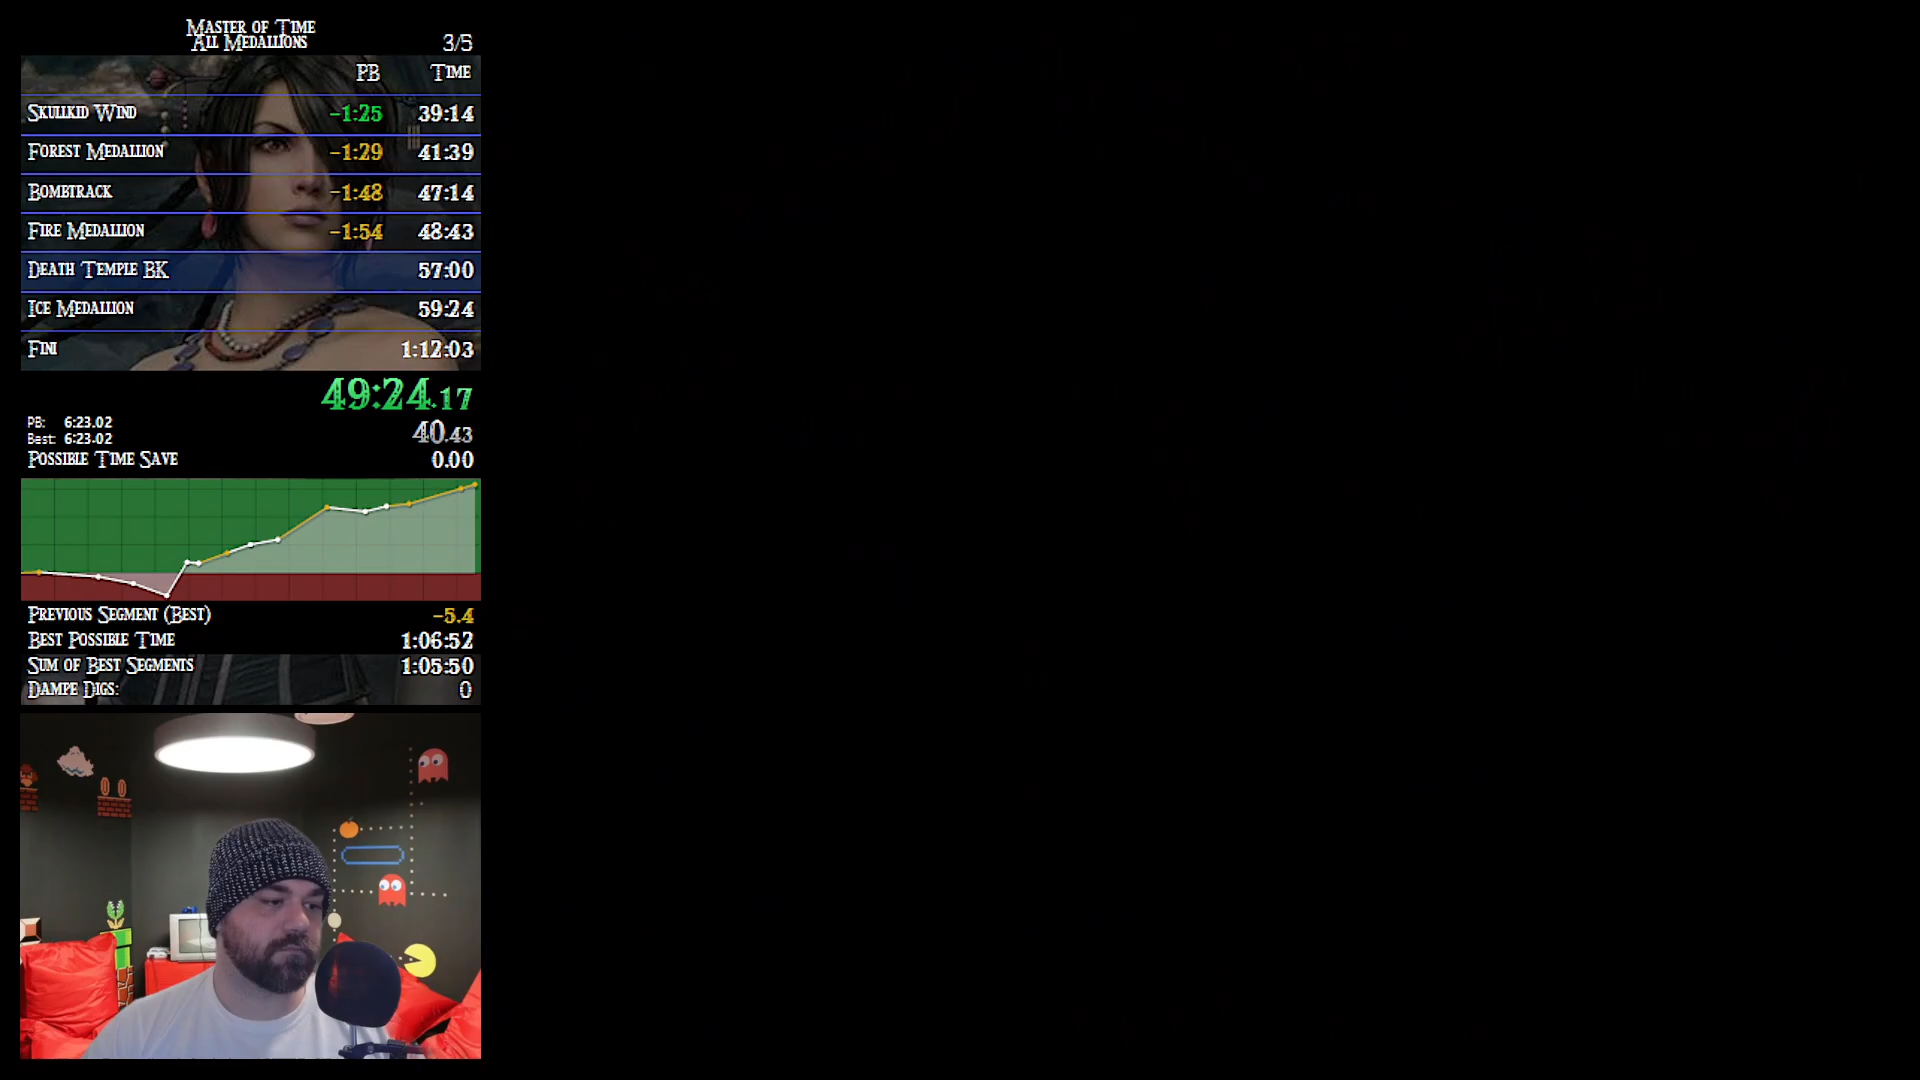 Master of Time
All Medallions
3/5
PB Time
Skullkid Wind -1:25 39:14
Forest Medallion -1:29 41:39
Bombtrack -1:48 47:14
Fire Medallion -1:54 48:43
Death Temple BK 57:00
Ice Medallion 59:24
Fini 1:12:03
49:24.17
PB: 6:23.02
Best: 6:23.02
40.43
Possible Time Save 0.00
Previous Segment (Best) -5.4
Best Possible Time 1:06:52
Sum of Best Segments 1:05:50
Dampe Digs: 0